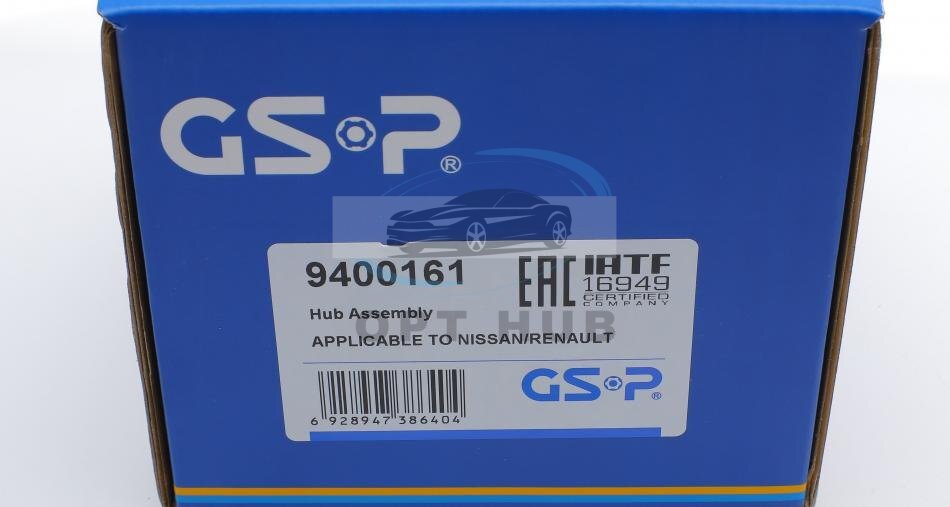 GSP®
9400161
EAC
IATF
16949
CERTIFIED
COMPANY
Hub Assembly
OPT HUB
APPLICABLE TO NISSAN/RENAULT
GSP®
6 928947 386404